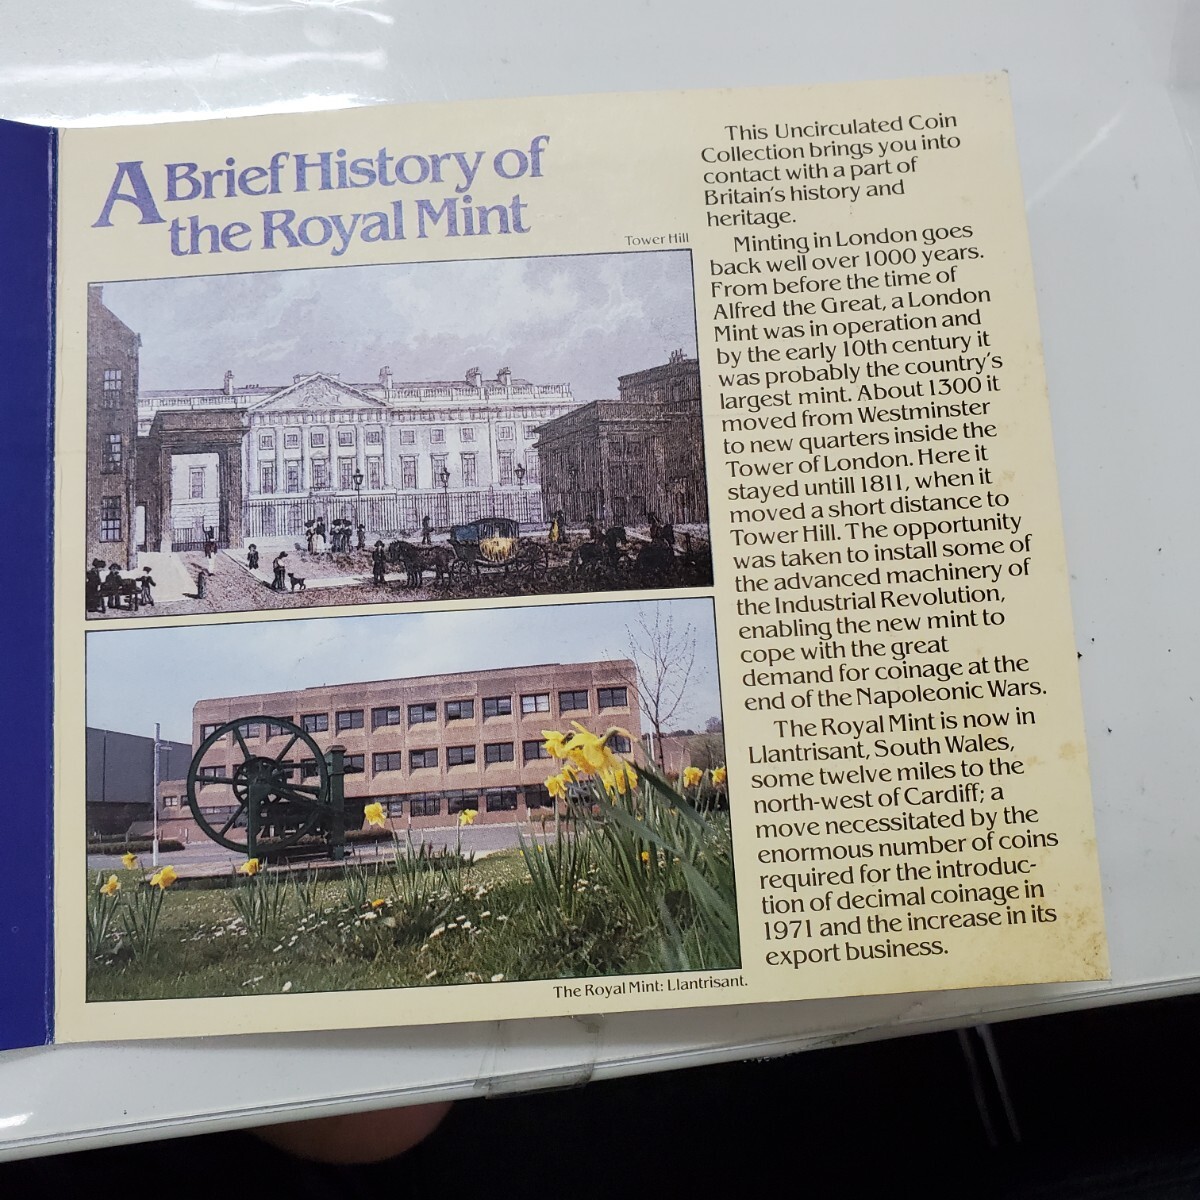 A Brief History of
the Royal Mint
Tower Hill
The Royal Mint: Llantrisant.
This Uncirculated Coin
Collection brings you into
contact with a part of
Britain's history and
heritage.
Minting in London goes
back well over 1000 years.
From before the time of
Alfred the Great, a London
Mint was in operation and
by the early 10th century it
was probably the country's
largest mint. About 1300 it
moved from Westminster
to new quarters inside the
Tower of London. Here it
stayed untill 1811, when it
moved a short distance to
Tower Hill. The opportunity
was taken to install some of
the advanced machinery of
the Industrial Revolution,
enabling the new mint to
cope with the great
demand for coinage at the
end of the Napoleonic Wars.
The Royal Mint is now in
Llantrisant, South Wales,
some twelve miles to the
north-west of Cardiff; a
move necessitated by the
enormous number of coins
required for the introduc-
tion of decimal coinage in
1971 and the increase in its
export business.